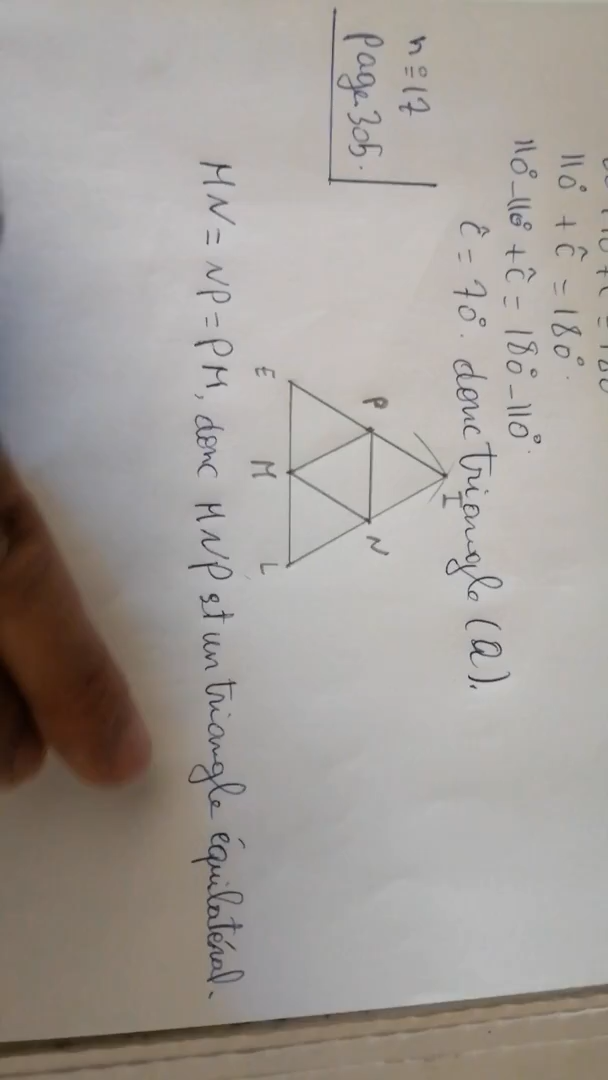 110° + Ĉ = 180°.
110° - 110° + Ĉ = 180° - 110°.
Ĉ = 70°. donc triangle (a).
n° 17
page 305.
I
P
N
E
M
L
MN = NP = PM, donc MNP st un triangle équilatéral.